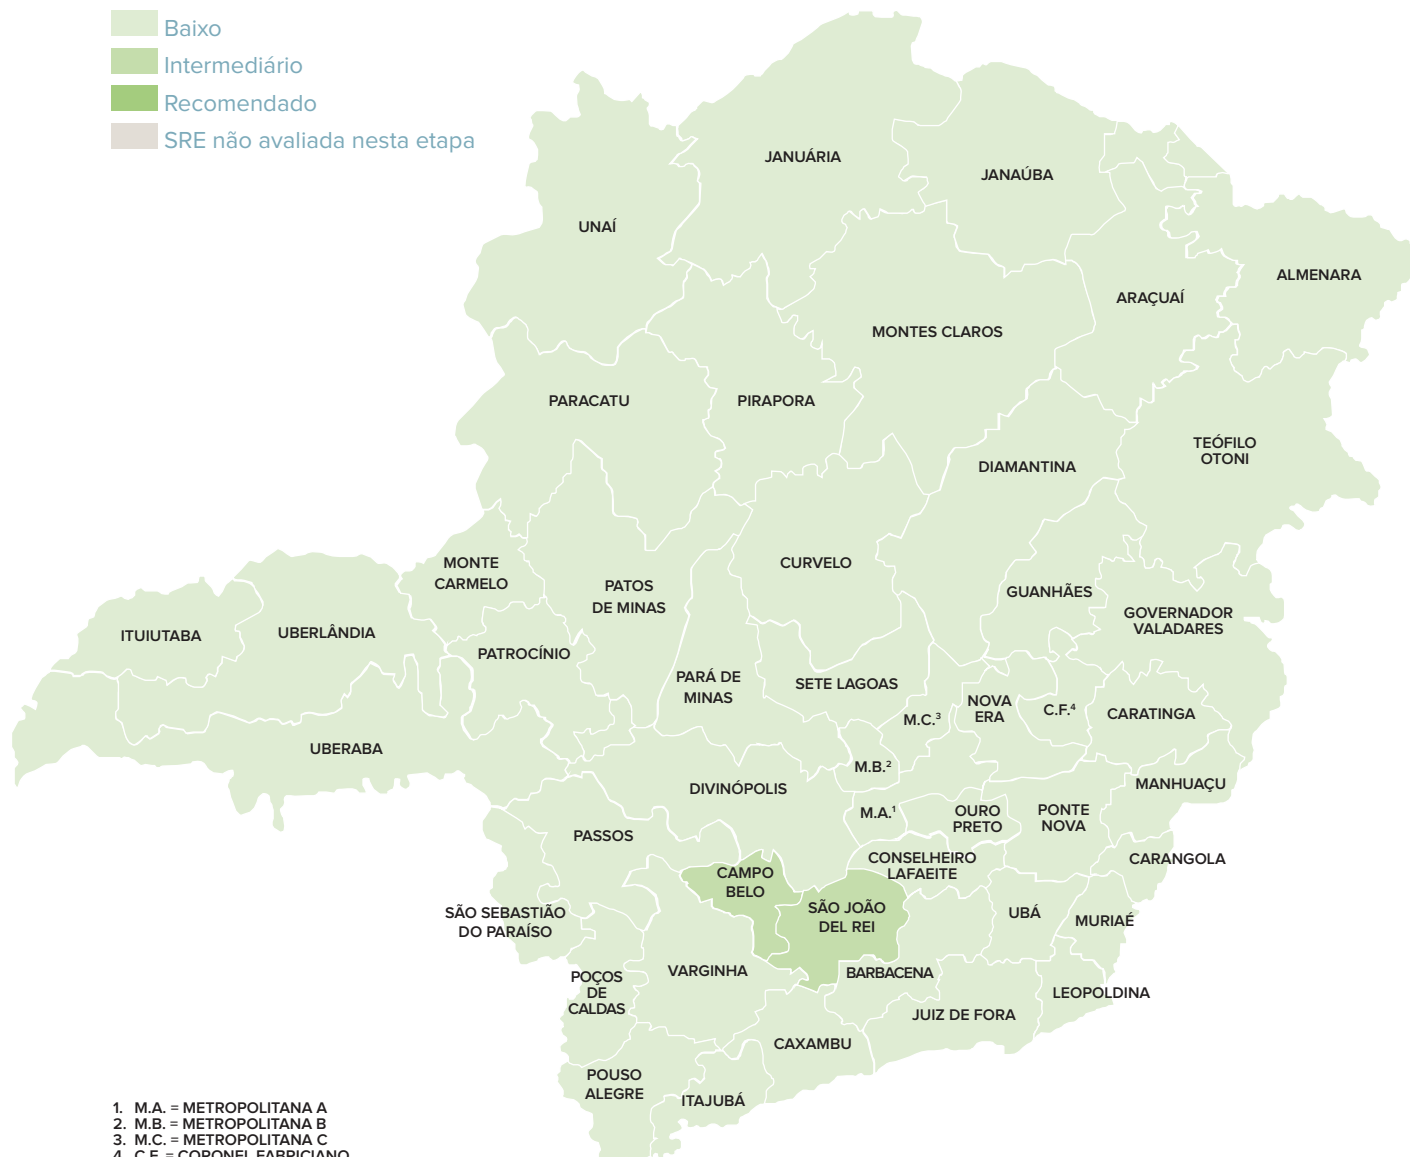 Baixo
Intermediário
Recomendado
SRE não avaliada nesta etapa
JANUÁRIA
JANAÚBA
UNAÍ
ALMENARA
ARAÇUAÍ
MONTES CLAROS
PARACATU
PIRAPORA
TEÓFILO
OTONI
DIAMANTINA
MONTE
CARMELO
CURVELO
PATOS
DE MINAS
GUANHÃES
GOVERNADOR
VALADARES
ITUIUTABA
UBERLÂNDIA
PATROCÍNIO
PARÁ DE
MINAS
SETE LAGOAS
NOVA
ERA
C.F.⁴
M.C.³
CARATINGA
UBERABA
M.B.²
DIVINÓPOLIS
MANHUAÇU
M.A.¹
OURO
PRETO
PONTE
NOVA
PASSOS
CONSELHEIRO
LAFAEITE
CARANGOLA
CAMPO
BELO
SÃO JOÃO
DEL REI
UBÁ
MURIAÉ
SÃO SEBASTIÃO
DO PARAÍSO
VARGINHA
BARBACENA
POÇOS
DE
CALDAS
LEOPOLDINA
JUIZ DE FORA
CAXAMBU
POUSO
ALEGRE
ITAJUBÁ
1. M.A. = METROPOLITANA A
2. M.B. = METROPOLITANA B
3. M.C. = METROPOLITANA C
4. C.F. = CORONEL FABRICIANO